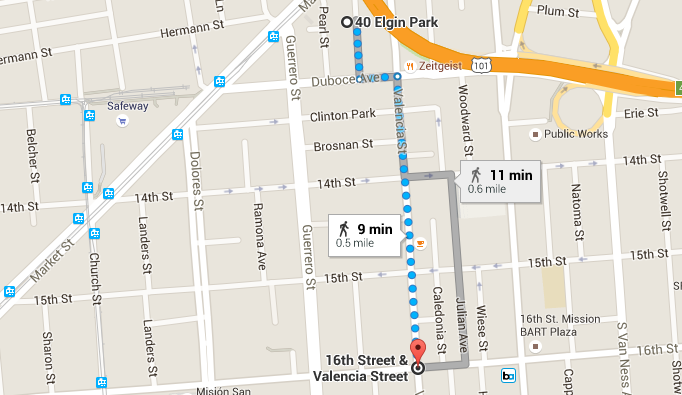 Hermann St
Hermann St
Pearl St
40 Elgin Park
Plum St
Ma
Guerrero St
Duboce Ave
Zeitgeist
101
4
Safeway
Clinton Park
Valencia St
Woodward St
Erie St
Public Works
Brosnan St
Belcher St
14th St
14th St
14th St
14th St
11 min
0.6 mile
Dolores St
Ramona Ave
Landers St
Natoma St
Shotwell St
Market St
Church St
Guerrero St
9 min
0.5 mile
15th St
15th St
15th St
Caledonia St
Julian Ave
Wiese St
Sharon St
Landers St
16th St. Mission
BART Plaza
S Van Ness A
Shotwell St
16th Street &
Valencia Street
16th St
ba
Capp
Misión San